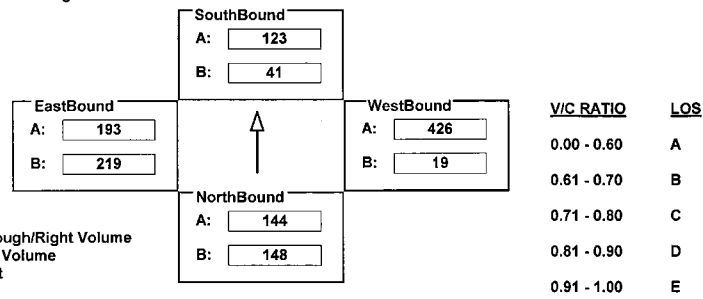 SouthBound
A: 123
B: 41
EastBound
A: 193
B: 219
WestBound
A: 426
B: 19
NorthBound
A: 144
B: 148
/Right Volume
Volume
V/C RATIO LOS
0.00 - 0.60 A
0.61 - 0.70 B
0.71 - 0.80 C
0.81 - 0.90 D
0.91 - 1.00 E